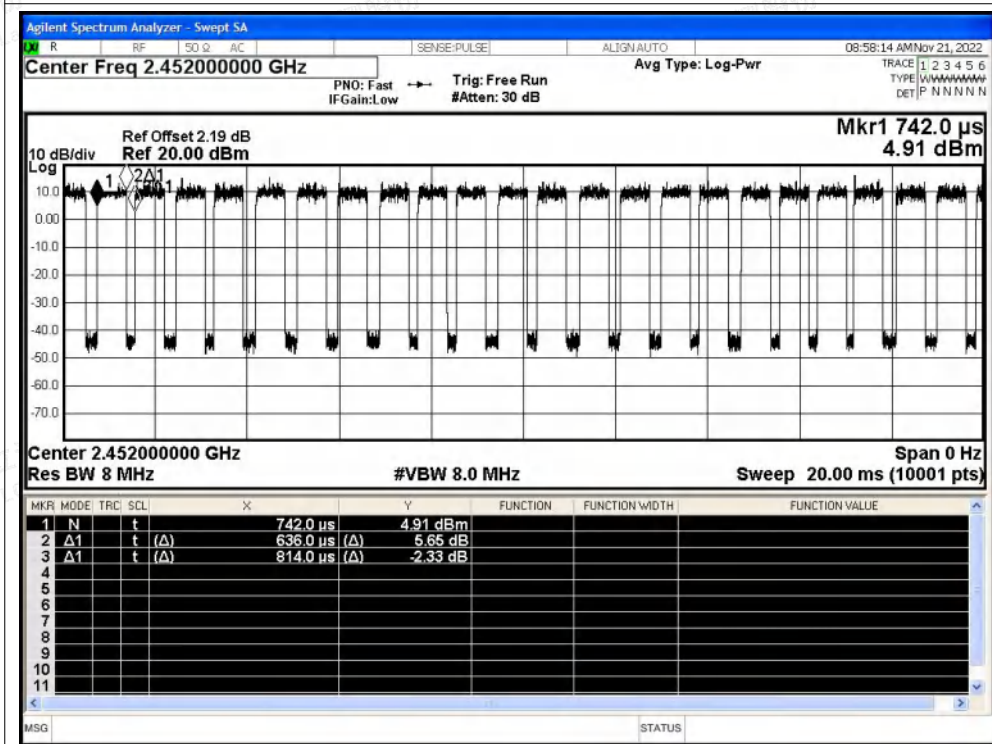 Agilent Spectrum Analyzer - Swept SA
R RF 50 Ω AC SENSE:PULSE ALIGN AUTO 08:58:14 AM Nov 21, 2022
Center Freq 2.452000000 GHz Avg Type: Log-Pwr TRACE 1 2 3 4 5 6
PNO: Fast Trig: Free Run TYPE W
IFGain:Low #Atten: 30 dB DET P N N N N N
Mkr1 742.0 µs
Ref Offset 2.19 dB
10 dB/div Ref 20.00 dBm 4.91 dBm
Log
1 2Δ1
10.0
0.00
-10.0
-20.0
-30.0
-40.0
-50.0
-60.0
-70.0
Center 2.452000000 GHz Span 0 Hz
Res BW 8 MHz #VBW 8.0 MHz Sweep 20.00 ms (10001 pts)
MKR MODE TRC SCL X Y FUNCTION FUNCTION WIDTH FUNCTION VALUE
1 N t 742.0 µs 4.91 dBm
2 Δ1 t (Δ) 636.0 µs (Δ) 5.65 dB
3 Δ1 t (Δ) 814.0 µs (Δ) -2.33 dB
4
5
6
7
8
9
10
11
MSG STATUS